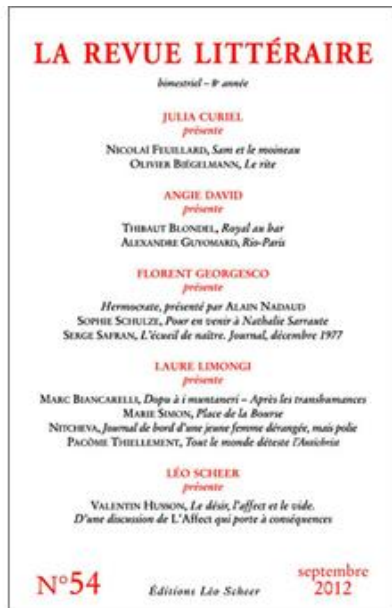 LA REVUE LITTÉRAIRE
bimestriel – 8e année
JULIA CURIEL
présente
NICOLAÏ FEUILLARD, Sam et le moineau
OLIVIER BIÉGELMANN, Le rite
ANGIE DAVID
présente
THIBAUT BLONDEL, Royal au bar
ALEXANDRE GUYOMARD, Rio-Paris
FLORENT GEORGESCO
présente
Hermocrate, présenté par ALAIN NADAUD
SOPHIE SCHULZE, Pour en venir à Nathalie Sarraute
SERGE SAFRAN, L'écueil de naître. Journal, décembre 1977
LAURE LIMONGI
présente
MARC BIANCARELLI, Dopu à i muntaneri – Après les transhumances
MARIE SIMON, Place de la Bourse
NITCHEVA, Journal de bord d'une jeune femme dérangée, mais polie
PACÔME THIELLEMENT, Tout le monde déteste l'Antichrist
LÉO SCHEER
présente
VALENTIN HUSSON, Le désir, l'affect et le vide.
D'une discussion de L'Affect qui porte à conséquences
N°54
Éditions Léo Scheer
septembre
2012